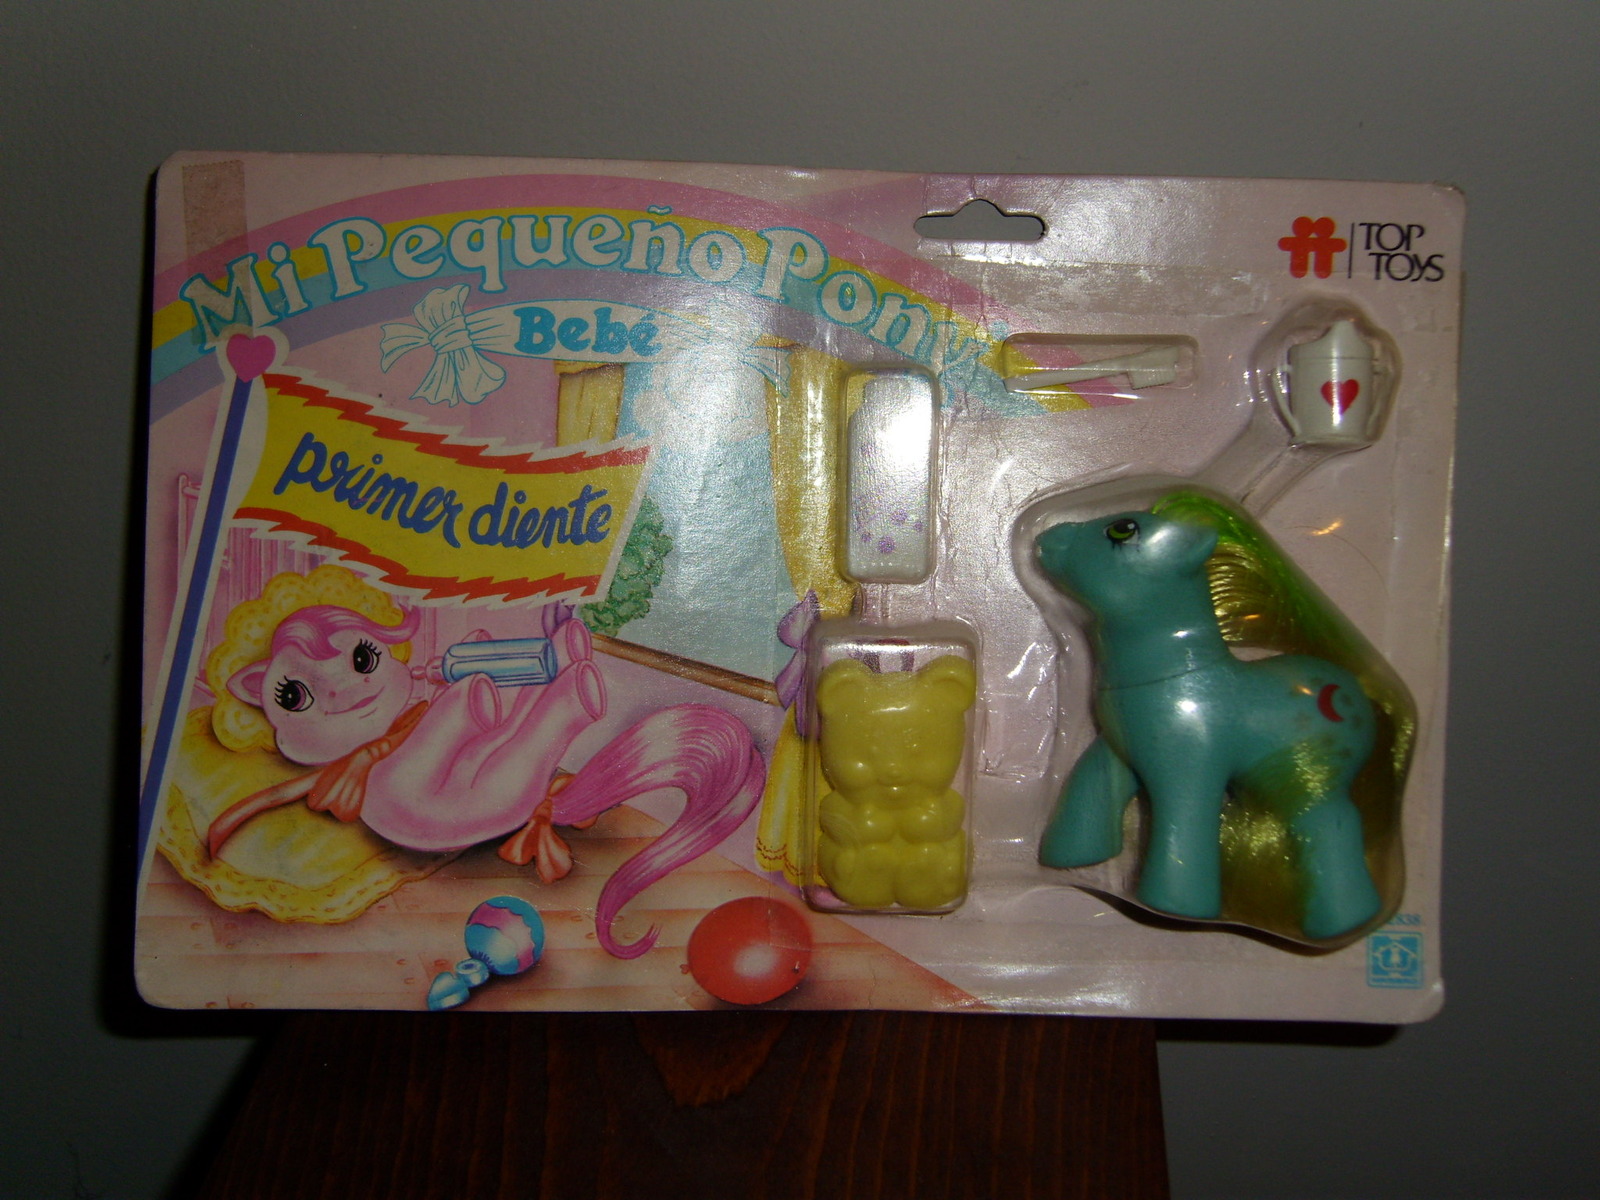 Mi Pequeño Pony
Bebé
primer diente
TOP
TOYS